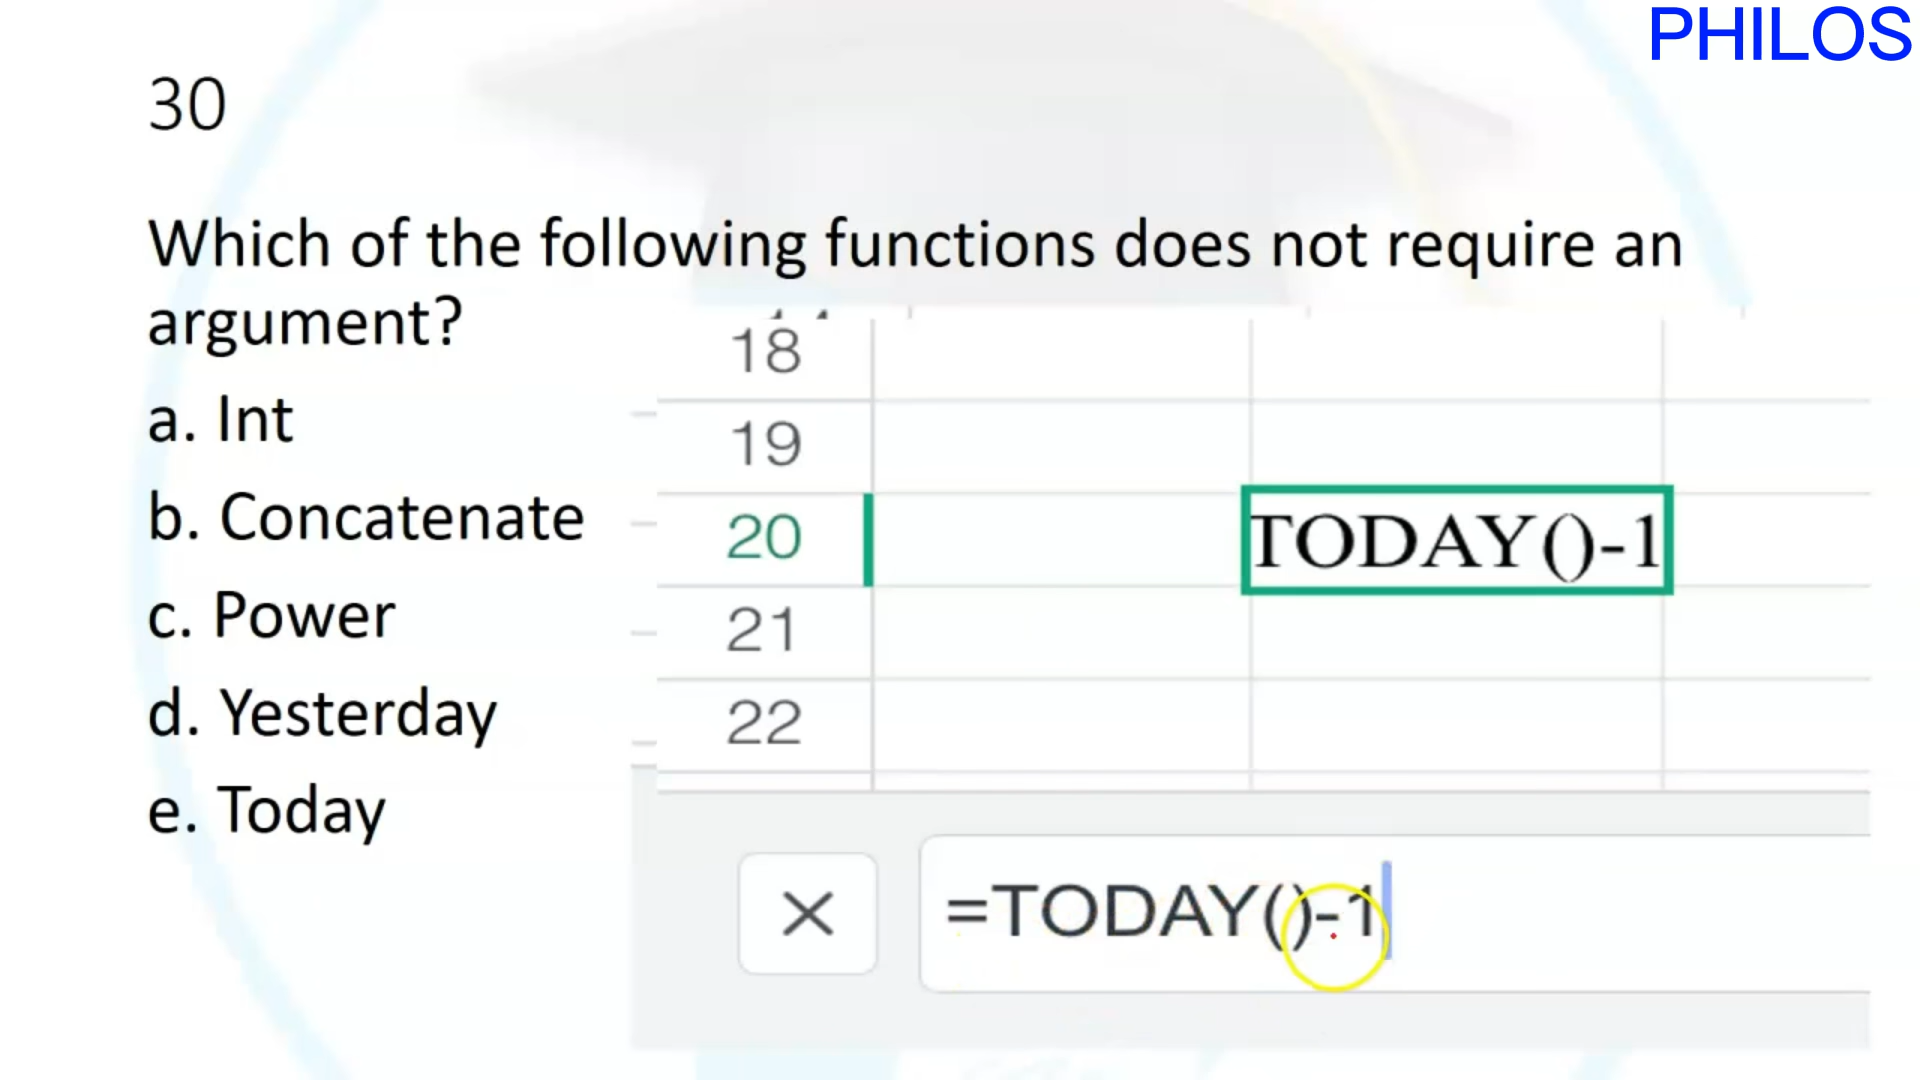 PHILOS
30
Which of the following functions does not require an
argument?
a. Int
b. Concatenate
c. Power
d. Yesterday
e. Today
18
19
20 TODAY()-1
21
22
=TODAY()-1